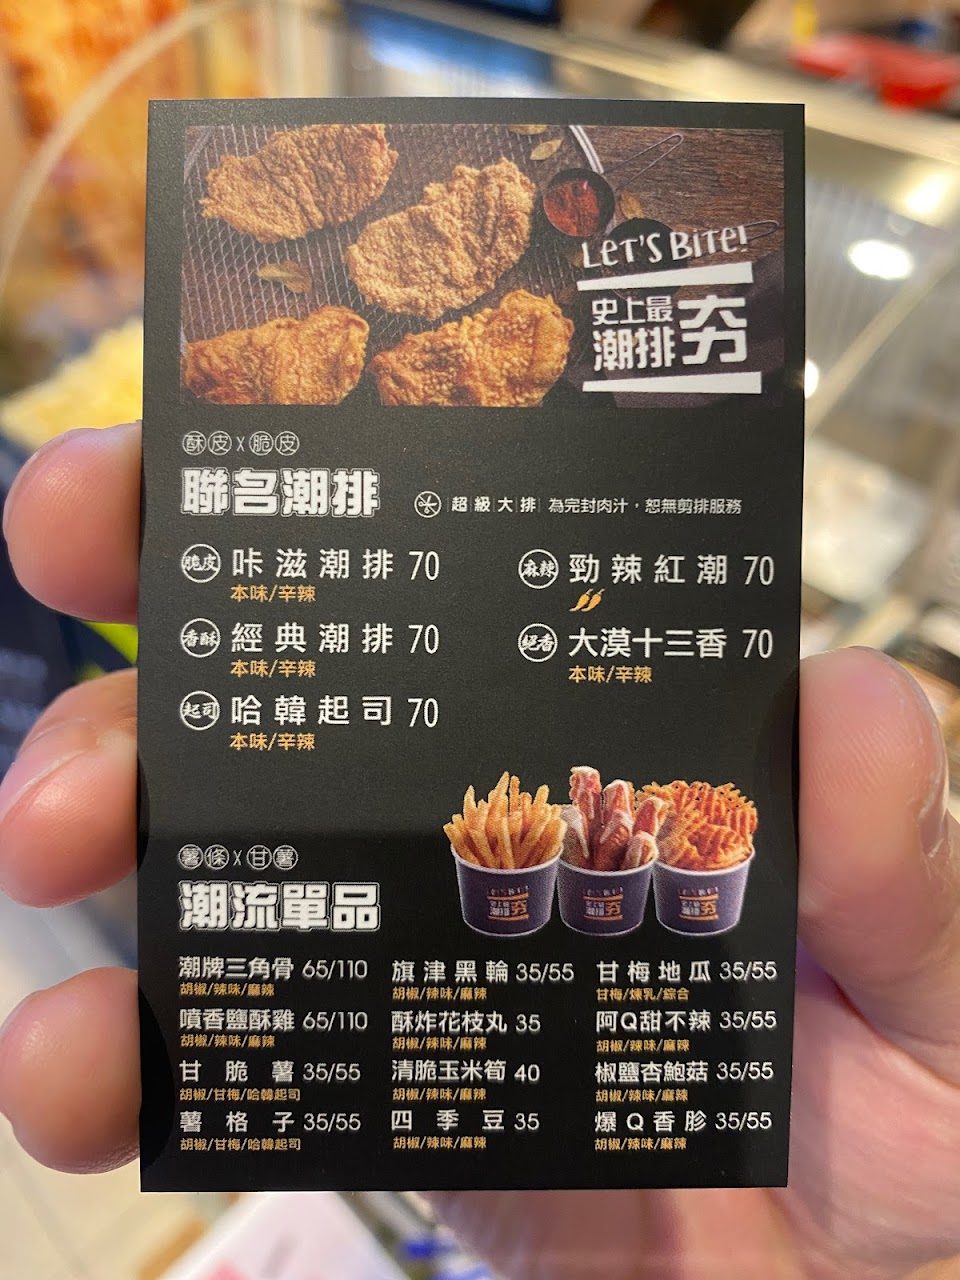 LET'S BITE!
史上最
潮排夯
酥皮x脆皮
聯名潮排
超級大排 為完封肉汁，恕無剪排服務
脆皮 咔滋潮排 70
本味/辛辣
香酥 經典潮排 70
本味/辛辣
起司 哈韓起司 70
本味/辛辣
麻辣 勁辣紅潮 70
絕香 大漠十三香 70
本味/辛辣
薯條x甘薯
潮流單品
潮牌三角骨 65/110
胡椒/辣味/麻辣
噴香鹽酥雞 65/110
胡椒/辣味/麻辣
甘脆薯 35/55
胡椒/甘梅/哈韓起司
薯格子 35/55
胡椒/甘梅/哈韓起司
旗津黑輪 35/55
胡椒/辣味/麻辣
酥炸花枝丸 35
胡椒/辣味/麻辣
清脆玉米筍 40
胡椒/辣味/麻辣
四季豆 35
胡椒/辣味/麻辣
甘梅地瓜 35/55
甘梅/煉乳/綜合
阿Q甜不辣 35/55
胡椒/辣味/麻辣
椒鹽杏鮑菇 35/55
胡椒/辣味/麻辣
爆Q香胗 35/55
胡椒/辣味/麻辣